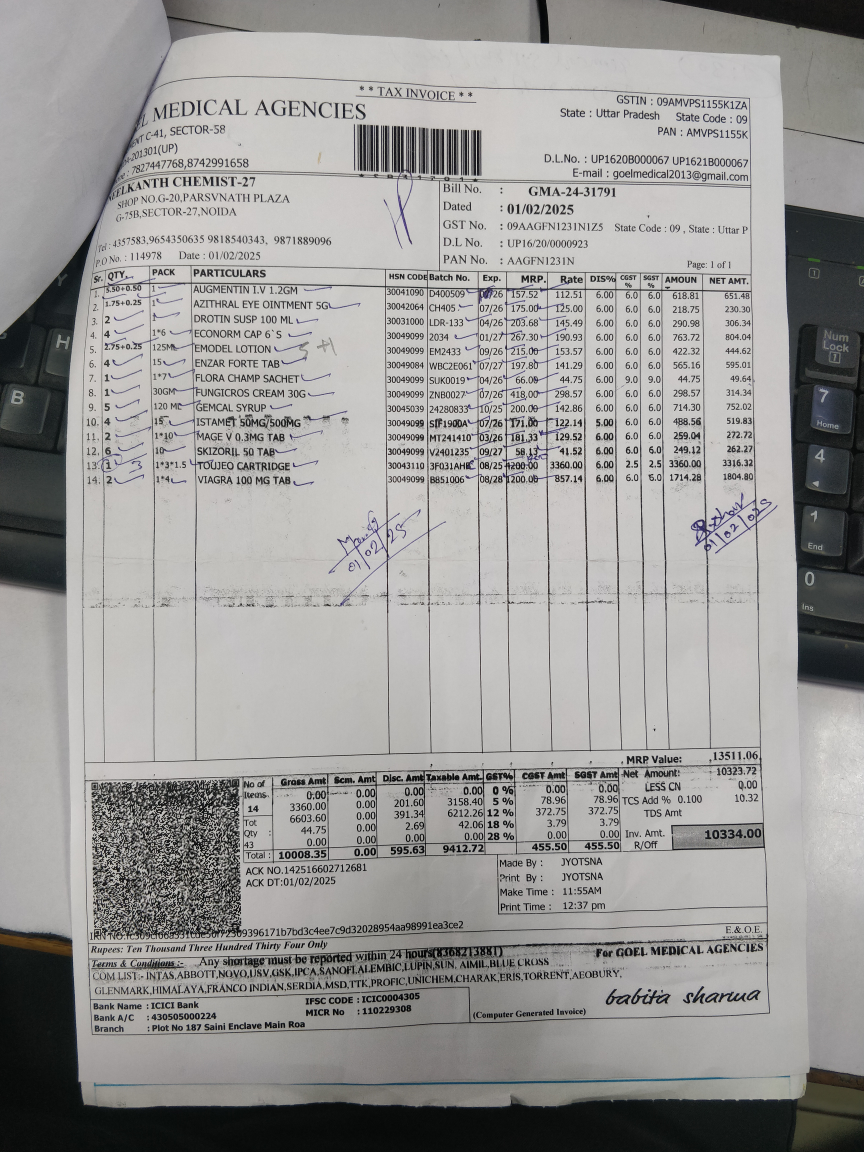 ** TAX INVOICE **
GSTIN : 09AMVPS1155K1ZA
State : Uttar Pradesh State Code : 09
PAN : AMVPS1155K
MEDICAL AGENCIES
C-41, SECTOR-58
201301(UP)
7827447768,8742991658
D.L.No. : UP1620B000067 UP1621B000067
E-mail : goelmedical2013@gmail.com
CHEMIST-27
SHOP NO.G-20,PARSVNATH PLAZA
G-75B,SECTOR-27,NOIDA
Tel : 4357583,9654350635 9818540343, 9871889096
P.O No. : 114978 Date : 01/02/2025
Bill No. : GMA-24-31791
Dated : 01/02/2025
GST No. : 09AAGFN1231N1Z5 State Code : 09 , State : Uttar P
D.L No. : UP16/20/0000923
PAN No. : AAGFN1231N
Page: 1 of 1
Sr. QTY. PACK PARTICULARS HSN CODE Batch No. Exp. MRP. Rate DIS% CGST % SGST % AMOUN NET AMT.
1. 5.50+0.50 1 AUGMENTIN I.V 1.2GM 30041090 D400509 /26 157.52 112.51 6.00 6.0 6.0 618.81 651.48
2. 1.75+0.25 1 AZITHRAL EYE OINTMENT 5G 30042064 CH405 07/26 175.00 125.00 6.00 6.0 6.0 218.75 230.30
3. 2 1 DROTIN SUSP 100 ML 30031000 LDR-133 04/26 203.68 145.49 6.00 6.0 6.0 290.98 306.34
4. 4 1*6 ECONORM CAP 6`S 30049099 2034 01/27 267.30 190.93 6.00 6.0 6.0 763.72 804.04
5. 2.75+0.25 125ML EMODEL LOTION 30049099 EM2433 09/26 215.00 153.57 6.00 6.0 6.0 422.32 444.62
6. 4 15 ENZAR FORTE TAB 30049084 WBC2E061 07/27 197.80 141.29 6.00 6.0 6.0 565.16 595.01
7. 1 1*7 FLORA CHAMP SACHET 30049099 SUK0019 04/26 66.00 44.75 6.00 9.0 9.0 44.75 49.64
8. 1 30GM FUNGICROS CREAM 30G 30049099 ZNB0027 07/26 418.00 298.57 6.00 6.0 6.0 298.57 314.34
9. 5 120 ML GEMCAL SYRUP 30045039 24280833 10/25 200.00 142.86 6.00 6.0 6.0 714.30 752.02
10. 4 15 ISTAMET 50MG/500MG 30049099 SIF190DA 07/26 171.00 122.14 5.00 6.0 6.0 488.56 519.83
11. 2 1*10 MAGE V 0.3MG TAB 30049099 MT241410 03/26 181.33 129.52 6.00 6.0 6.0 259.04 272.72
12. 6 10 SKIZORIL 50 TAB 30049099 V2401235 09/27 58.13 41.52 6.00 6.0 6.0 249.12 262.27
13. 1 3 1*3*1.5 TOUJEO CARTRIDGE 30043110 3F031AHR 08/25 4200.00 3360.00 6.00 2.5 2.5 3360.00 3316.32
14. 2 1*4 VIAGRA 100 MG TAB 30049099 B851006 08/28 1200.00 857.14 6.00 6.0 6.0 1714.28 1804.80
01/02/25
01/02/025
MRP Value: 13511.06
No of Items Gross Amt Scm. Amt Disc. Amt Taxable Amt. GST% CGST Amt SGST Amt Net Amount: 10323.72
0.00 0.00 0.00 0.00 0 % 0.00 0.00 LESS CN 0.00
14 3360.00 0.00 201.60 3158.40 5 % 78.96 78.96 TCS Add % 0.100 10.32
Tot 6603.60 0.00 391.34 6212.26 12 % 372.75 372.75 TDS Amt
Qty : 44.75 0.00 2.69 42.06 18 % 3.79 3.79
43 0.00 0.00 0.00 0.00 28 % 0.00 0.00 Inv. Amt. 10334.00
Total : 10008.35 0.00 595.63 9412.72 455.50 455.50 R/Off
ACK NO.142516602712681
ACK DT:01/02/2025
Made By : JYOTSNA
Print By : JYOTSNA
Make Time : 11:55AM
Print Time : 12:37 pm
E.&O.E.
Rupees: Ten Thousand Three Hundred Thirty Four Only
Terms & Conditions :- Any shortage must be reported within 24 hours(8368213881)
For GOEL MEDICAL AGENCIES
COM LIST:- INTAS,ABBOTT,NOVO,USV,GSK,IPCA,SANOFI,ALEMBIC,LUPIN,SUN, AIMIL,BLUE CROSS
GLENMARK,HIMALAYA,FRANCO INDIAN,SERDIA,MSD,TTK,PROFIC,UNICHEM,CHARAK,ERIS,TORRENT,AEOBURY,
Bank Name : ICICI Bank IFSC CODE : ICIC0004305
Bank A/C : 430505000224 MICR No : 110229308
Branch : Plot No 187 Saini Enclave Main Roa
(Computer Generated Invoice)
babita sharma
B
H
Num Lock
7
Home
4
1
End
0
Ins